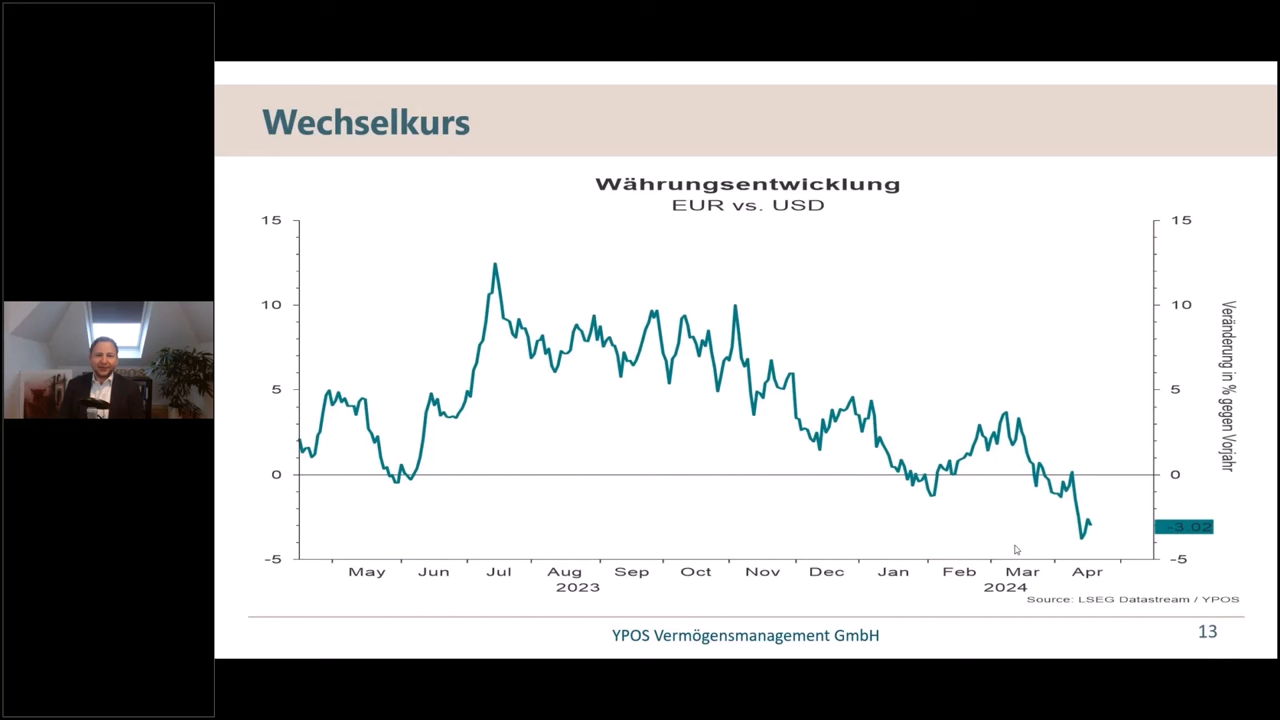 Wechselkurs
Währungsentwicklung
EUR vs. USD
15
15
10
10
5
5
0
0
-5
-5
Veränderung in % gegen Vorjahr
-3.02
May Jun Jul Aug Sep Oct Nov Dec Jan Feb Mar Apr
2023 2024
Source: LSEG Datastream / YPOS
YPOS Vermögensmanagement GmbH
13